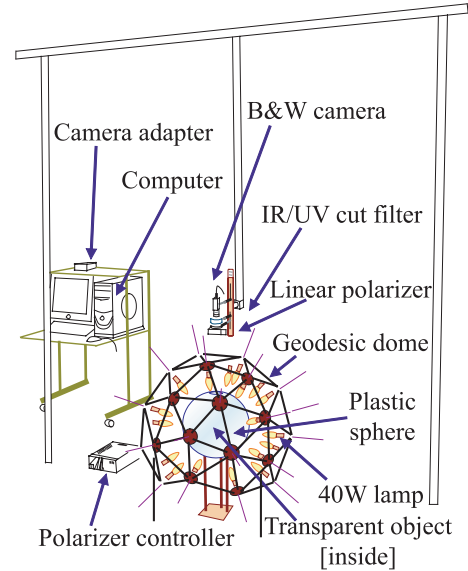 B&W camera
Camera adapter
Computer
IR/UV cut filter
Linear polarizer
Geodesic dome
Plastic
sphere
40W lamp
Polarizer controller
Transparent object
[inside]